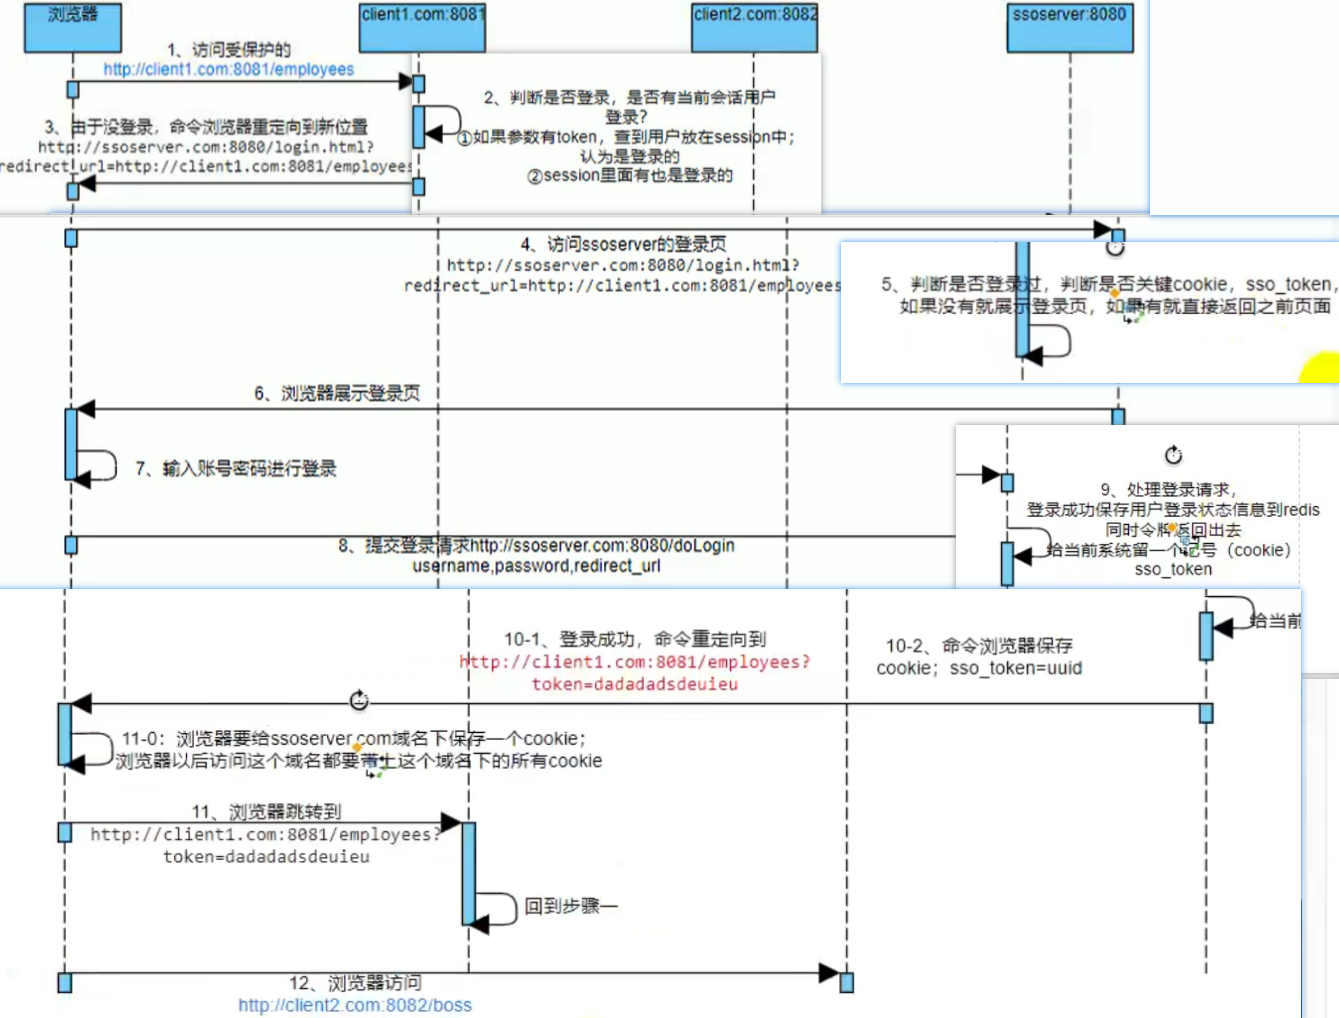 浏览器
client1.com:8081
client2.com:8082
ssoserver:8080
1、访问受保护的
http://client1.com:8081/employees
2、判断是否登录，是否有当前会话用户
登录？
①如果参数有token，查到用户放在session中；
认为是登录的
②session里面有也是登录的
3、由于没登录，命令浏览器重定向到新位置
http://ssoserver.com:8080/login.html?
redirect_url=http://client1.com:8081/employees
4、访问ssoserver的登录页
http://ssoserver.com:8080/login.html?
redirect_url=http://client1.com:8081/employees
5、判断是否登录过，判断是否关键cookie，sso_token，
如果没有就展示登录页，如果有就直接返回之前页面
6、浏览器展示登录页
7、输入账号密码进行登录
8、提交登录请求http://ssoserver.com:8080/doLogin
username,password,redirect_url
9、处理登录请求，
登录成功保存用户登录状态信息到redis
同时令牌返回出去
给当前系统留一个记号（cookie）
sso_token
给当前
10-1、登录成功，命令重定向到
http://client1.com:8081/employees?
token=dadadadsdeuieu
10-2、命令浏览器保存
cookie；sso_token=uuid
11-0：浏览器要给ssoserver.com域名下保存一个cookie；
浏览器以后访问这个域名都要带上这个域名下的所有cookie
11、浏览器跳转到
http://client1.com:8081/employees?
token=dadadadsdeuieu
回到步骤一
12、浏览器访问
http://client2.com:8082/boss